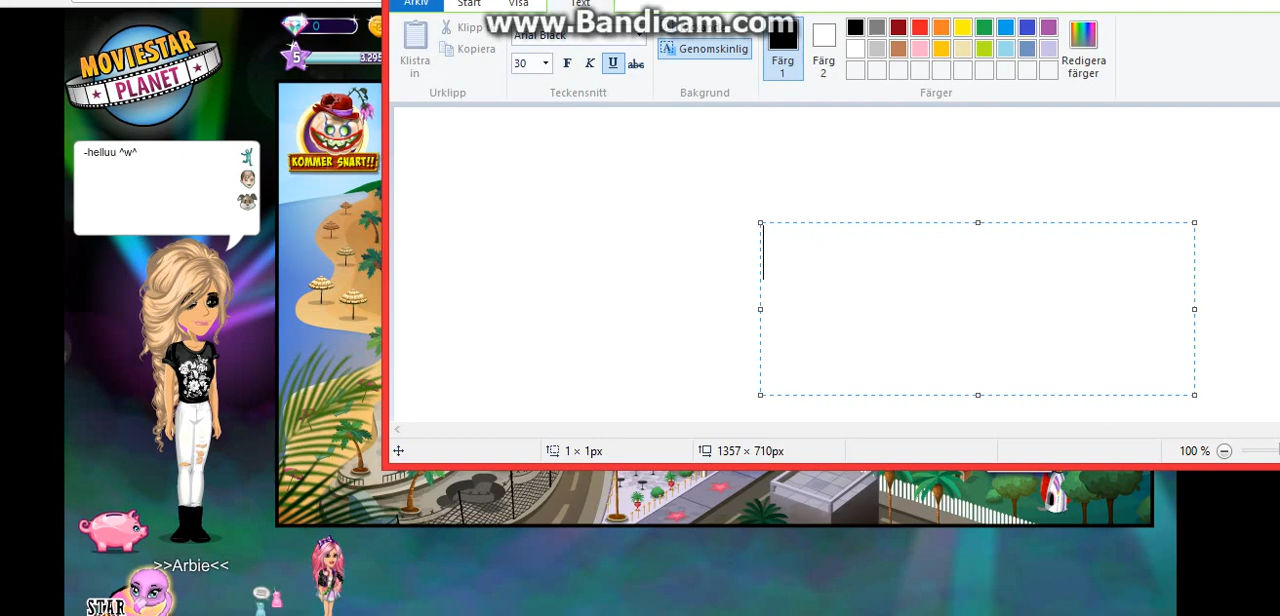 Arkiv Start Visa Text
www.Bandicam.com
MOVIESTAR
PLANET
0
5
3.295
Klistra
in
Klipp
Kopiera
Urklipp
Arial Black
30 F K U abc
Teckensnitt
Genomskinlig
Bakgrund
Färg
1
Färg
2
Redigera
färger
Färger
-helluu ^w^
KOMMER SNART!!
1 × 1px
1357 × 710px
100 %
>>Arbie<<
STAR